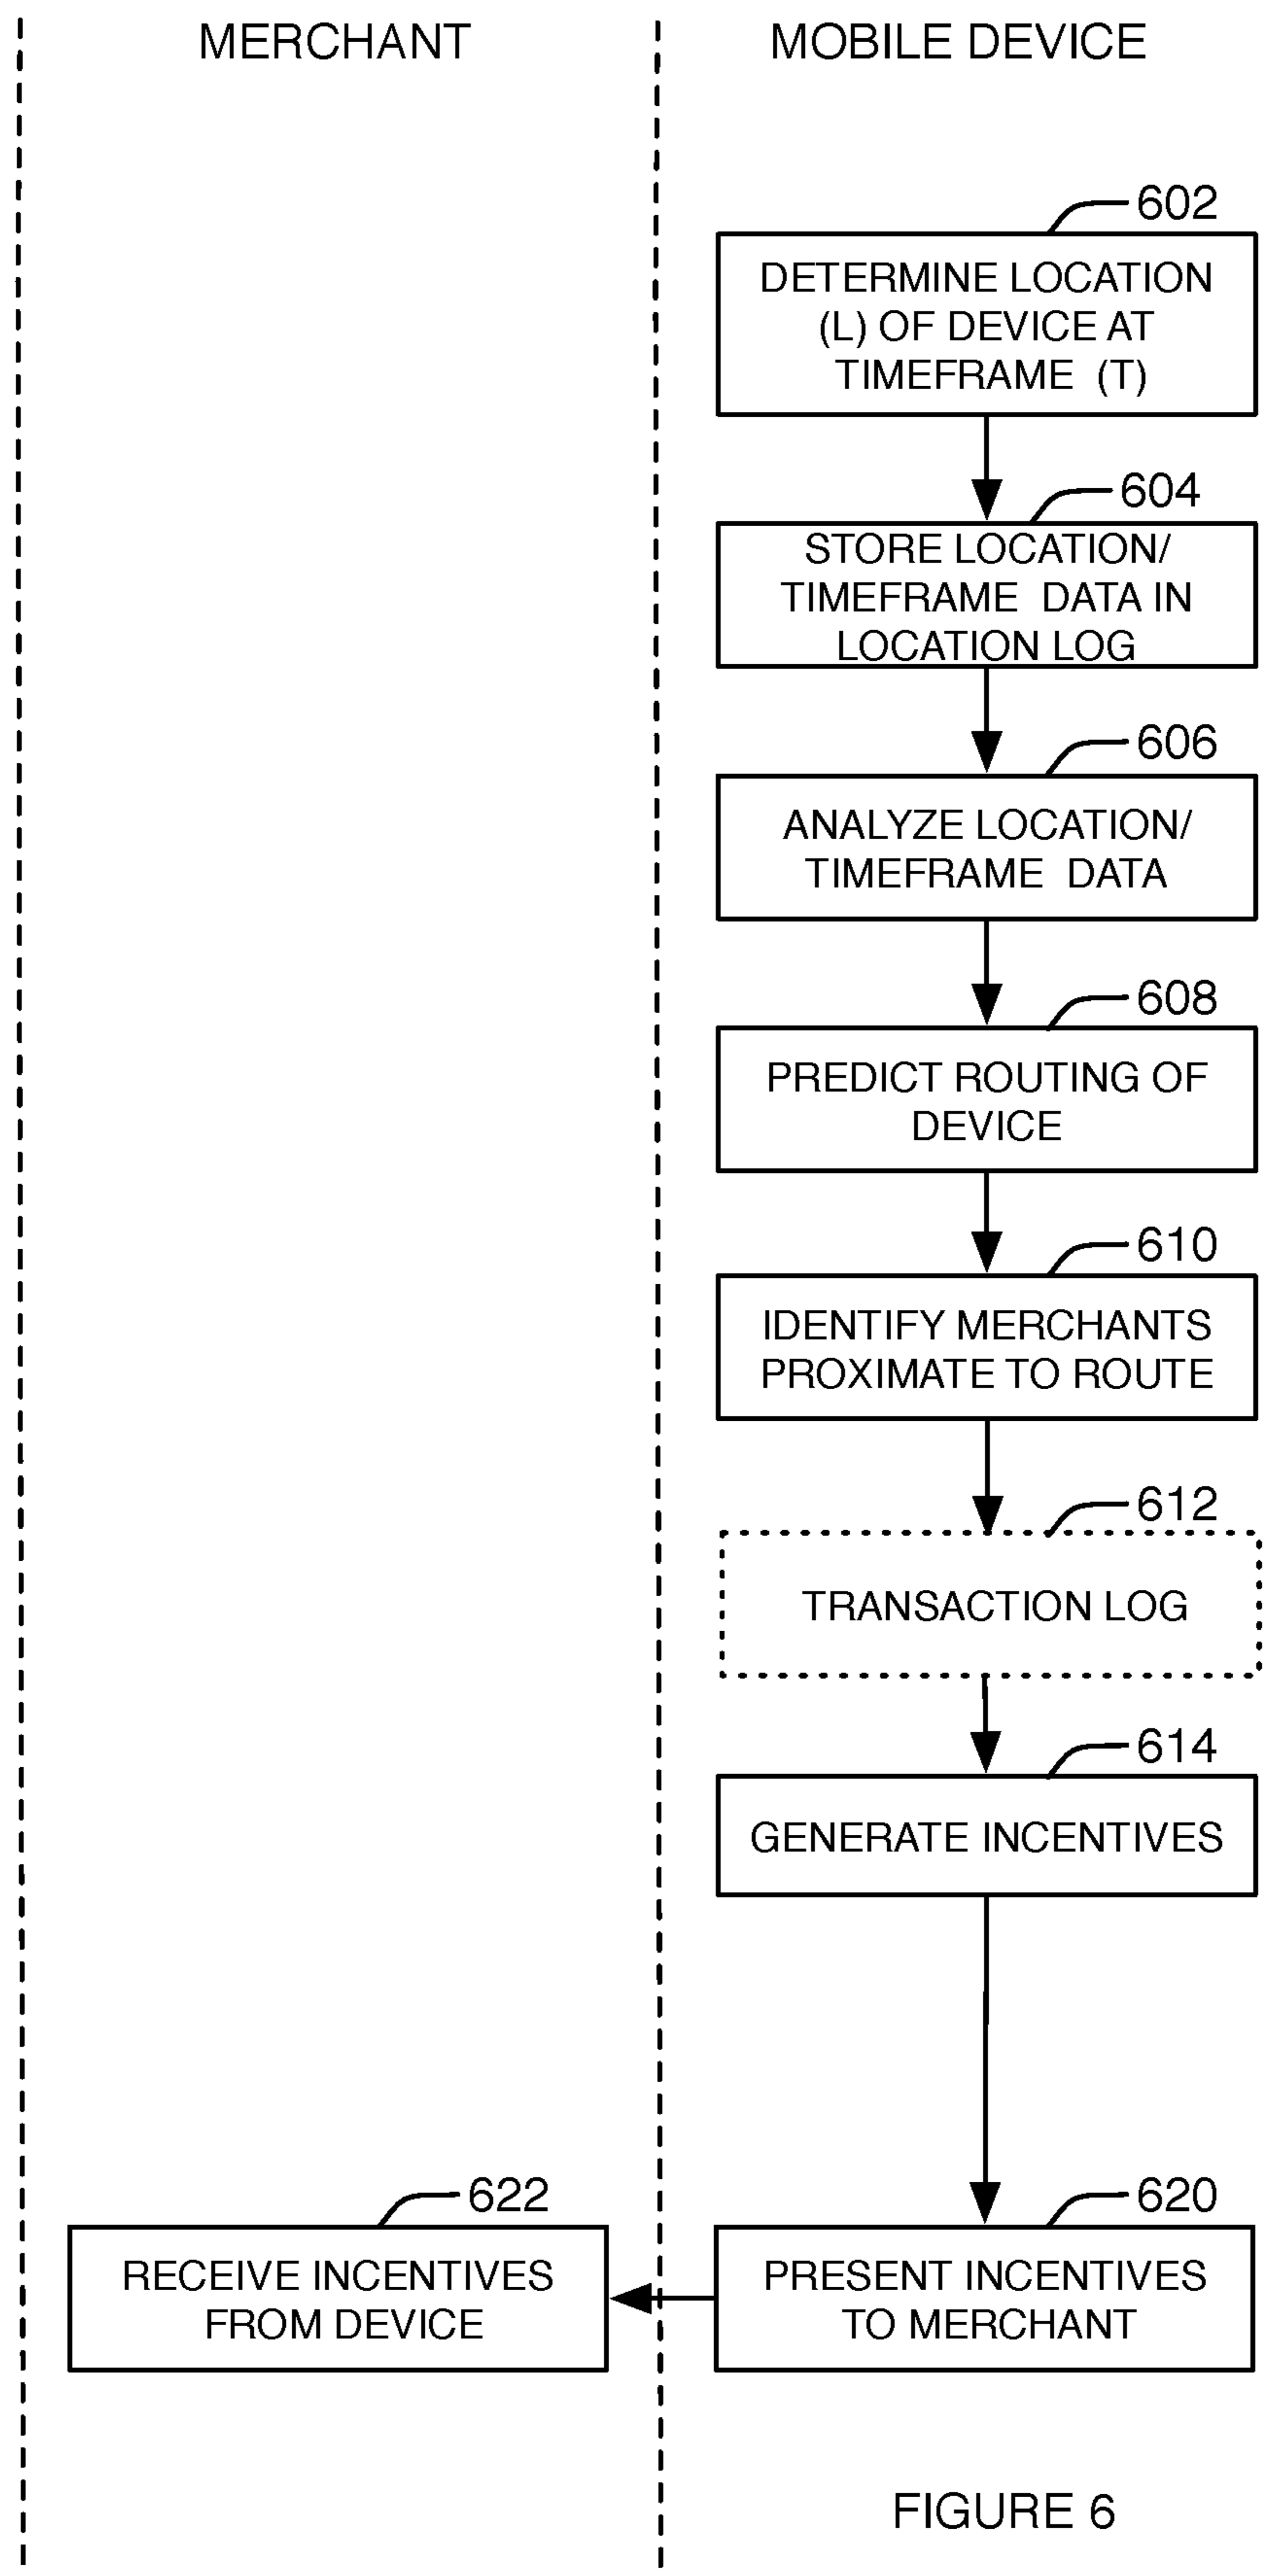 MERCHANT
MOBILE DEVICE
602
DETERMINE LOCATION
(L) OF DEVICE AT
TIMEFRAME (T)
604
STORE LOCATION/
TIMEFRAME DATA IN
LOCATION LOG
606
ANALYZE LOCATION/
TIMEFRAME DATA
608
PREDICT ROUTING OF
DEVICE
610
IDENTIFY MERCHANTS
PROXIMATE TO ROUTE
612
TRANSACTION LOG
614
GENERATE INCENTIVES
620
PRESENT INCENTIVES
TO MERCHANT
622
RECEIVE INCENTIVES
FROM DEVICE
FIGURE 6